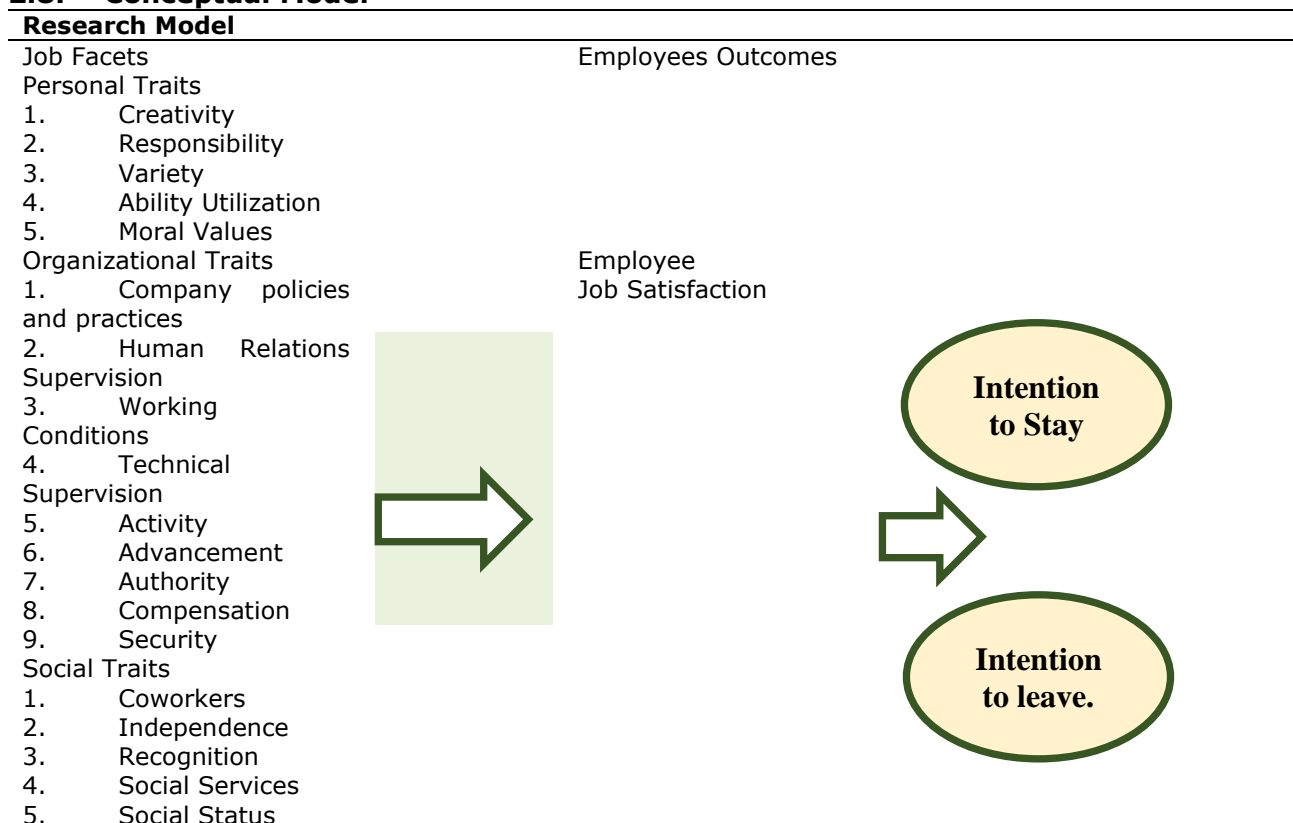 Research Model
Job Facets Employees Outcomes
Personal Traits
1. Creativity
2. Responsibility
3. Variety
4. Ability Utilization
5. Moral Values
Organizational Traits Employee
1. Company policies Job Satisfaction
and practices
2. Human Relations
Supervision
3. Working
Conditions
4. Technical
Supervision
5. Activity
6. Advancement
7. Authority
8. Compensation
9. Security
Social Traits
1. Coworkers
2. Independence
3. Recognition
4. Social Services
5. Social Status
Intention
to Stay
Intention
to leave.